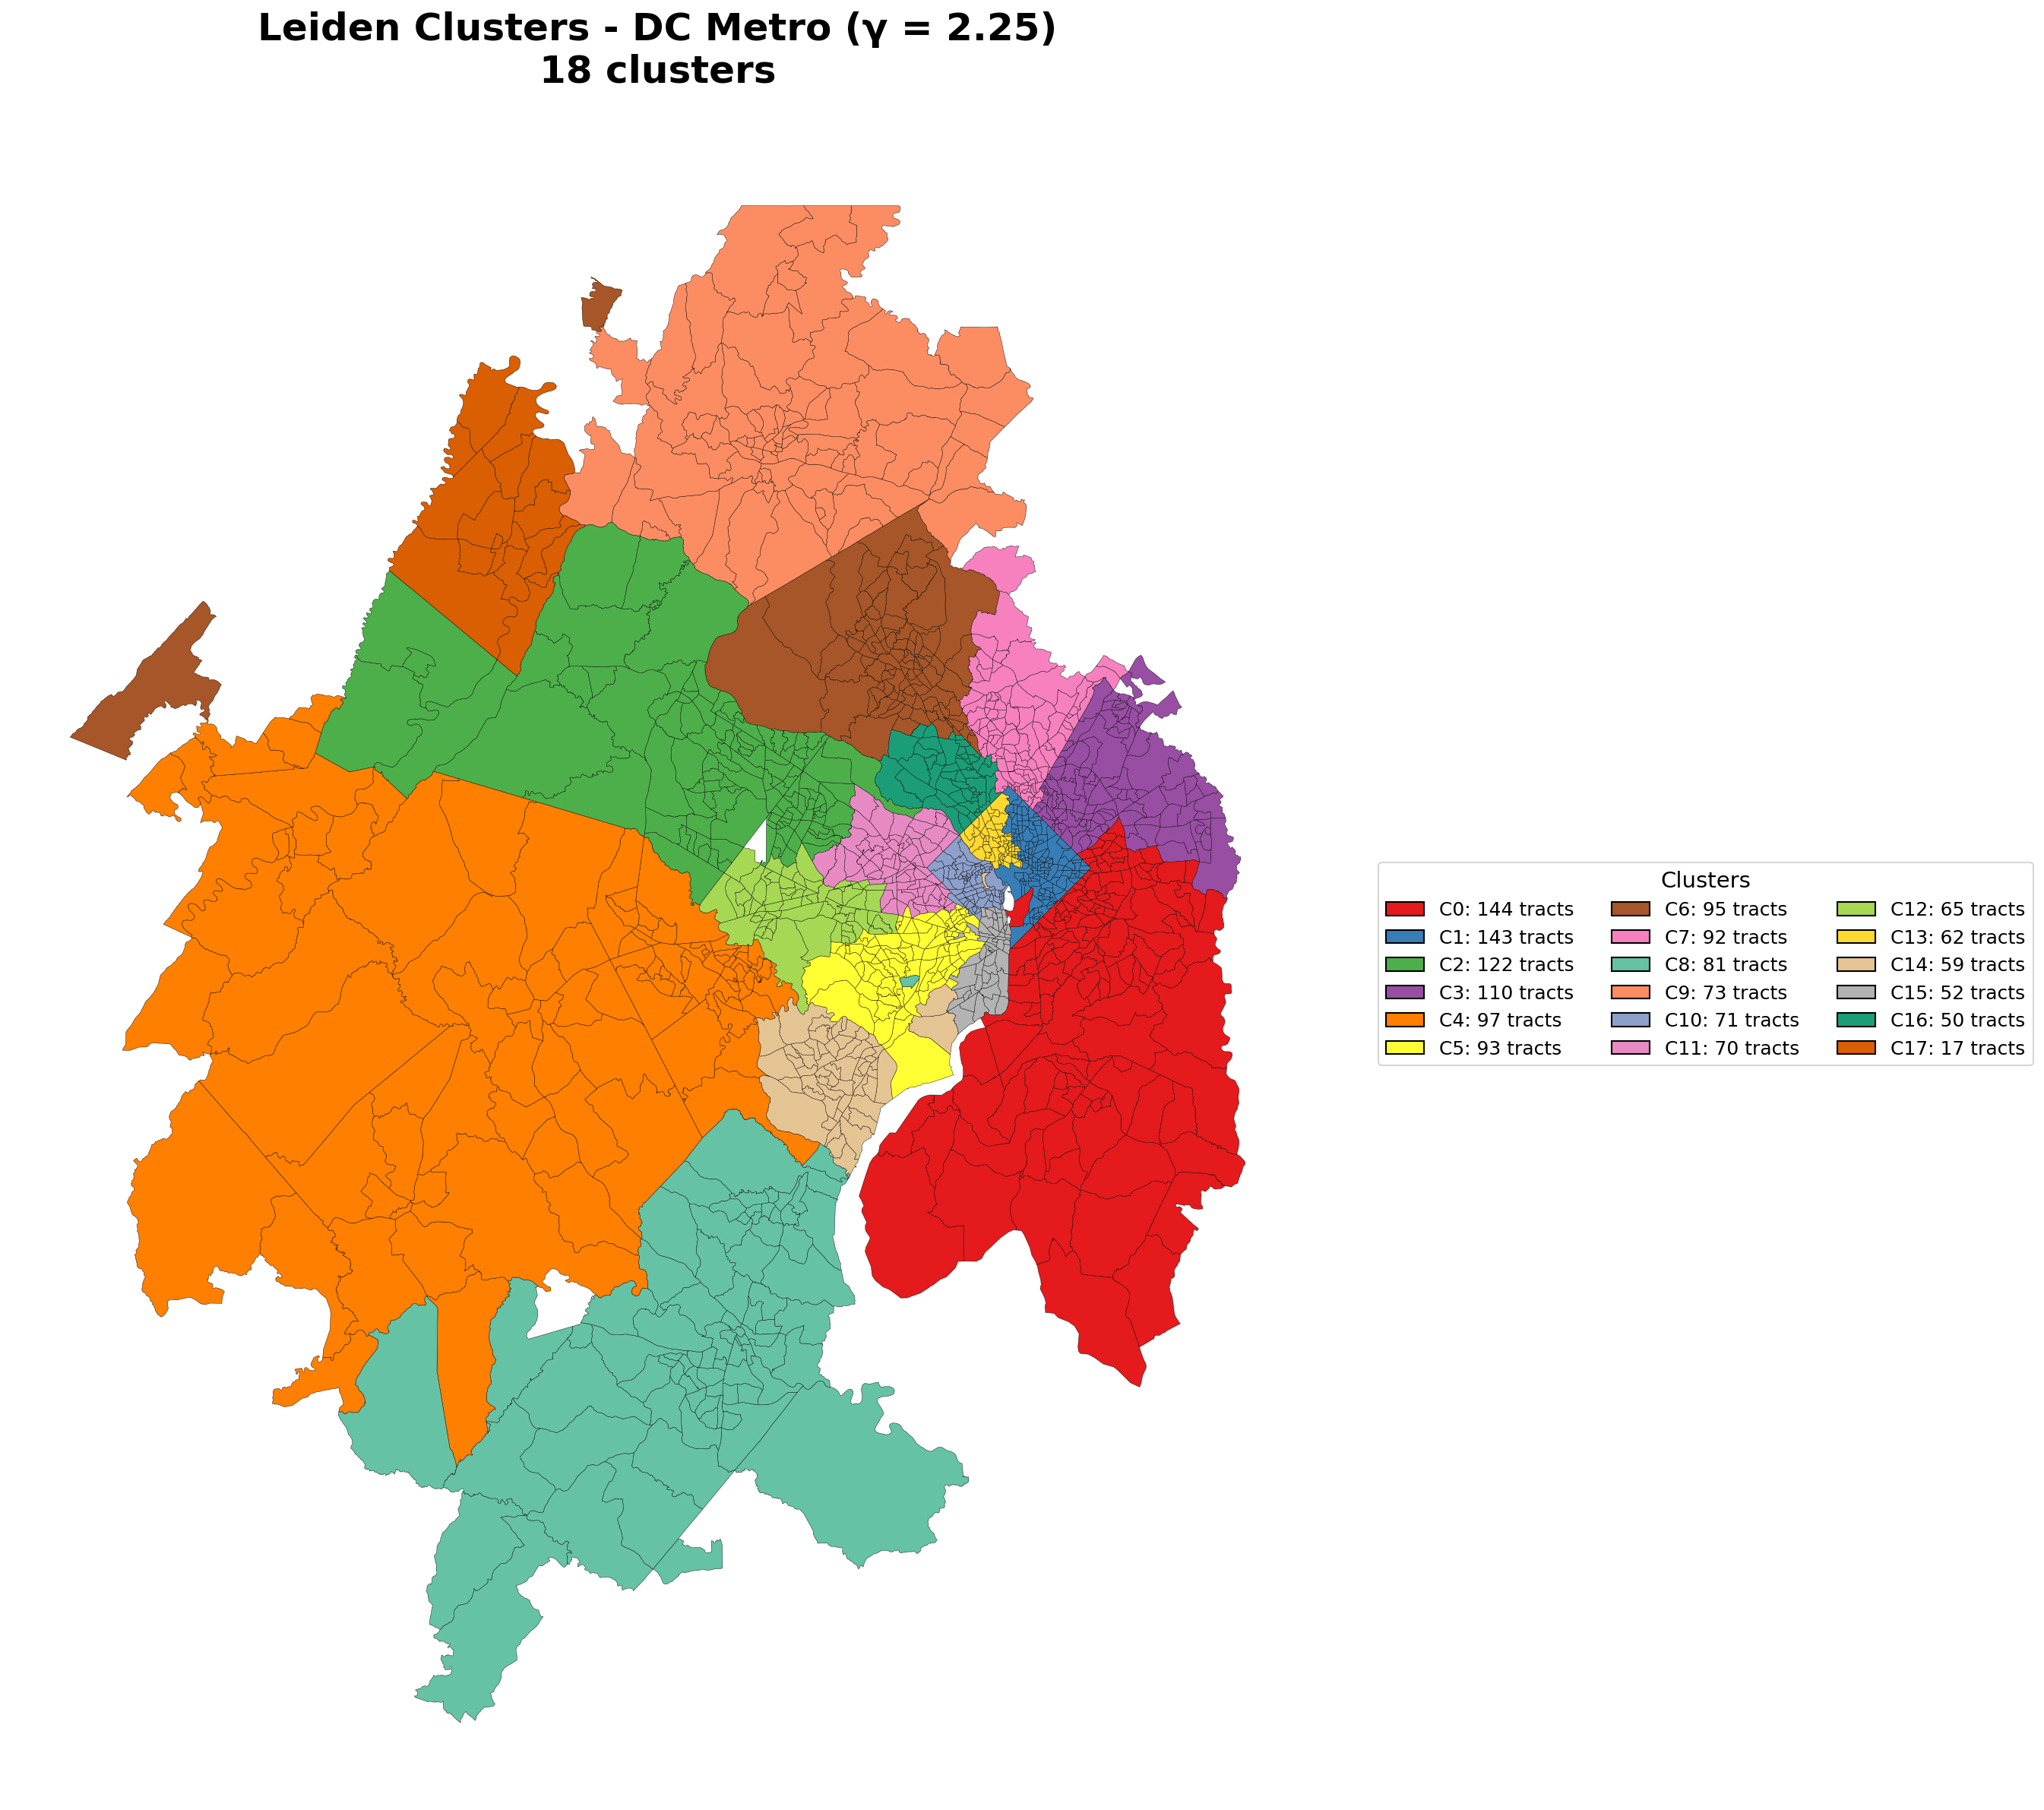 Leiden Clusters - DC Metro (γ = 2.25)
18 clusters
Clusters
C0: 144 tracts
C1: 143 tracts
C2: 122 tracts
C3: 110 tracts
C4: 97 tracts
C5: 93 tracts
C6: 95 tracts
C7: 92 tracts
C8: 81 tracts
C9: 73 tracts
C10: 71 tracts
C11: 70 tracts
C12: 65 tracts
C13: 62 tracts
C14: 59 tracts
C15: 52 tracts
C16: 50 tracts
C17: 17 tracts